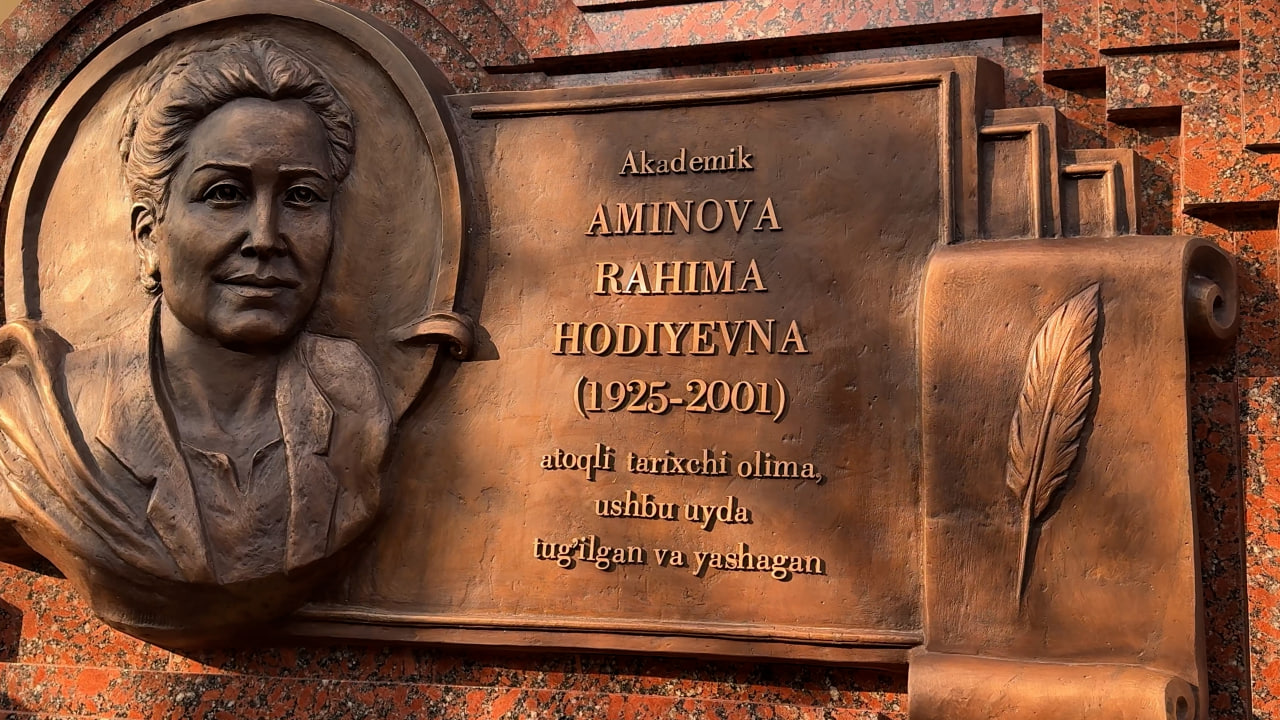 Akademik
AMINOVA
RAHIMA
HODIYEVNA
(1925-2001)
atoqli tarixchi olima,
ushbu uyda
tug'ilgan va yashagan